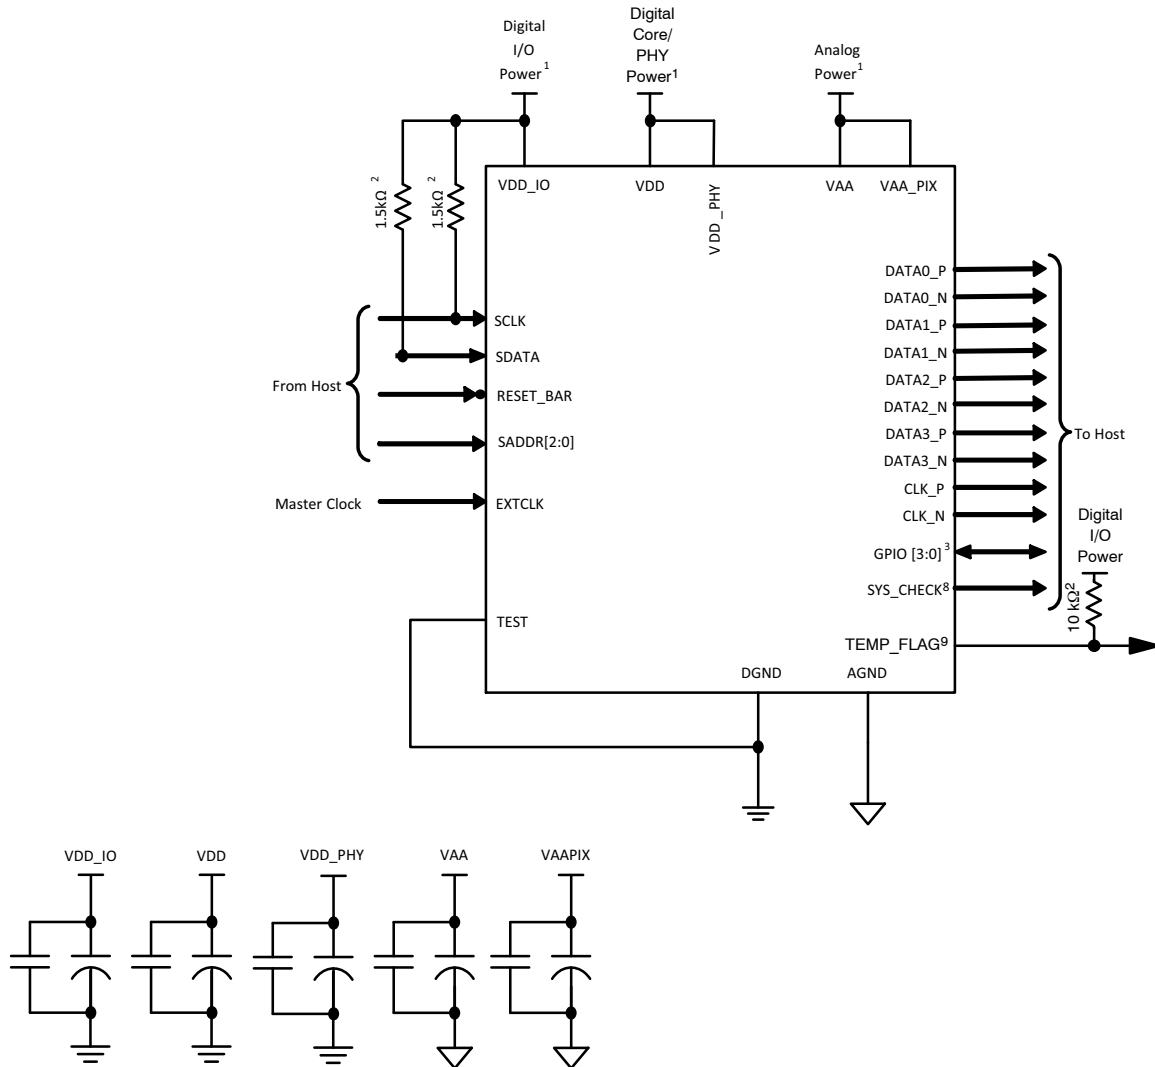 Digital
I/O
Power1
Digital
Core/
PHY
Power1
Analog
Power1
1.5kΩ2
1.5kΩ2
VDD_IO
VDD
VDD _PHY
VAA
VAA_PIX
From Host
SCLK
SDATA
RESET_BAR
SADDR[2:0]
Master Clock
EXTCLK
TEST
DATA0_P
DATA0_N
DATA1_P
DATA1_N
DATA2_P
DATA2_N
DATA3_P
DATA3_N
CLK_P
CLK_N
GPIO [3:0]3
SYS_CHECK8
TEMP_FLAG9
To Host
Digital
I/O
Power
10 kΩ2
DGND
AGND
VDD_IO
VDD
VDD_PHY
VAA
VAAPIX